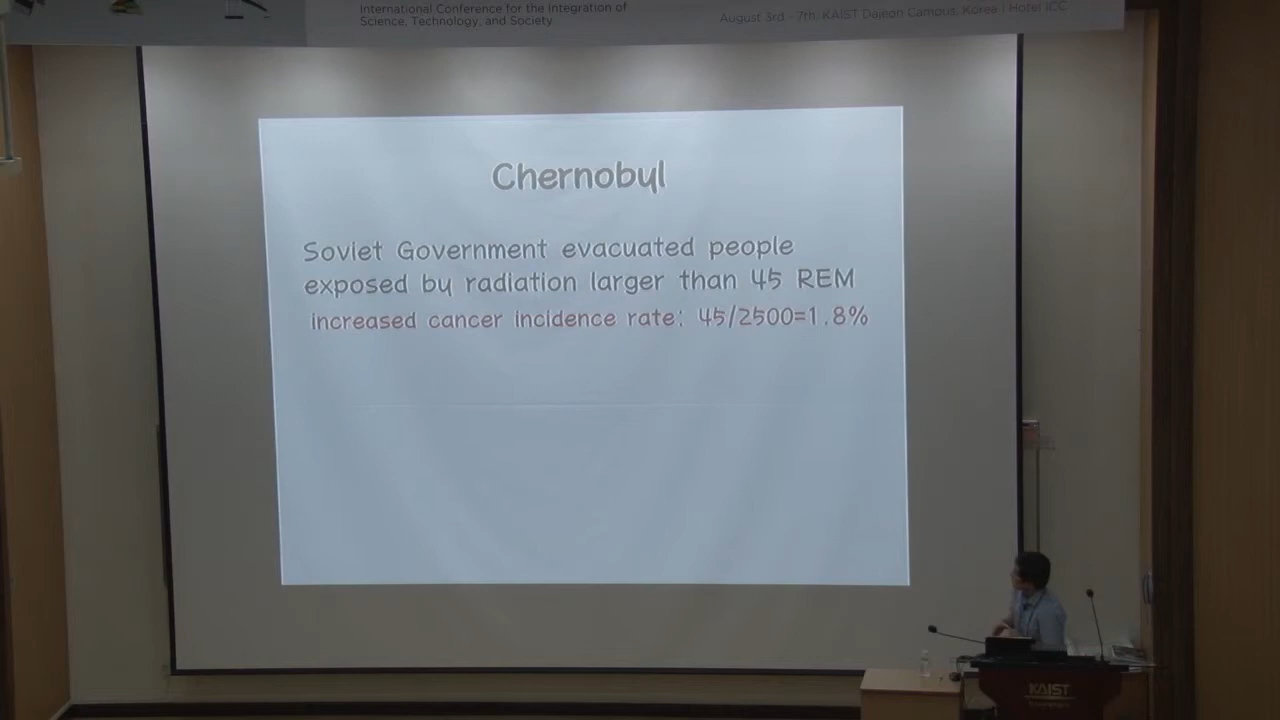 International Conference for the Integration of
Science, Technology, and Society
August 3rd - 7th, KAIST Dajeon Campus, Korea | Hotel ICC
Chernobyl
Soviet Government evacuated people
exposed by radiation larger than 45 REM
increased cancer incidence rate: 45/2500=1.8%
KAIST